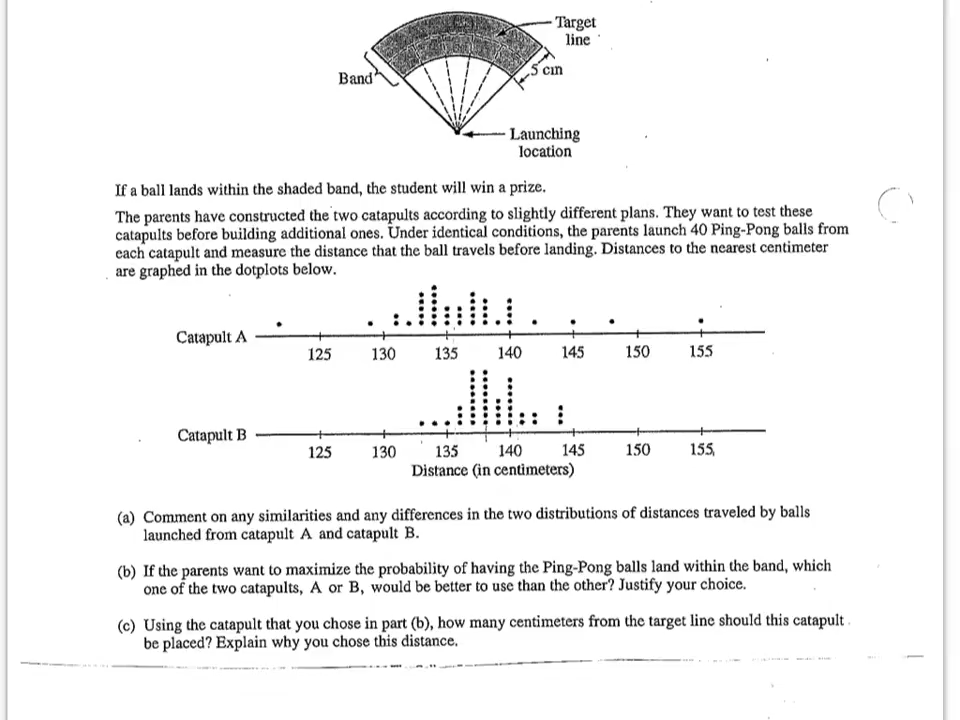 Target
line
Band
5 cm
Launching
location
If a ball lands within the shaded band, the student will win a prize.
The parents have constructed the two catapults according to slightly different plans. They want to test these
catapults before building additional ones. Under identical conditions, the parents launch 40 Ping-Pong balls from
each catapult and measure the distance that the ball travels before landing. Distances to the nearest centimeter
are graphed in the dotplots below.
Catapult A
125 130 135 140 145 150 155
Catapult B
125 130 135 140 145 150 155
Distance (in centimeters)
(a) Comment on any similarities and any differences in the two distributions of distances traveled by balls
launched from catapult A and catapult B.
(b) If the parents want to maximize the probability of having the Ping-Pong balls land within the band, which
one of the two catapults, A or B, would be better to use than the other? Justify your choice.
(c) Using the catapult that you chose in part (b), how many centimeters from the target line should this catapult
be placed? Explain why you chose this distance.